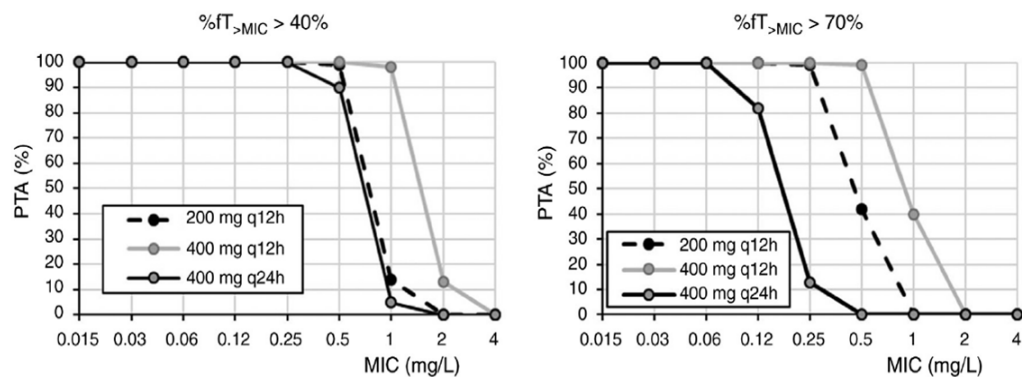 %fT>MIC > 40%
100
90
80
70
60
50
40
30
20
10
0
PTA (%)
200 mg q12h
400 mg q12h
400 mg q24h
0.015 0.03 0.06 0.12 0.25 0.5 1 2 4
MIC (mg/L)
%fT>MIC > 70%
100
90
80
70
60
50
40
30
20
10
0
PTA (%)
200 mg q12h
400 mg q12h
400 mg q24h
0.015 0.03 0.06 0.12 0.25 0.5 1 2 4
MIC (mg/L)